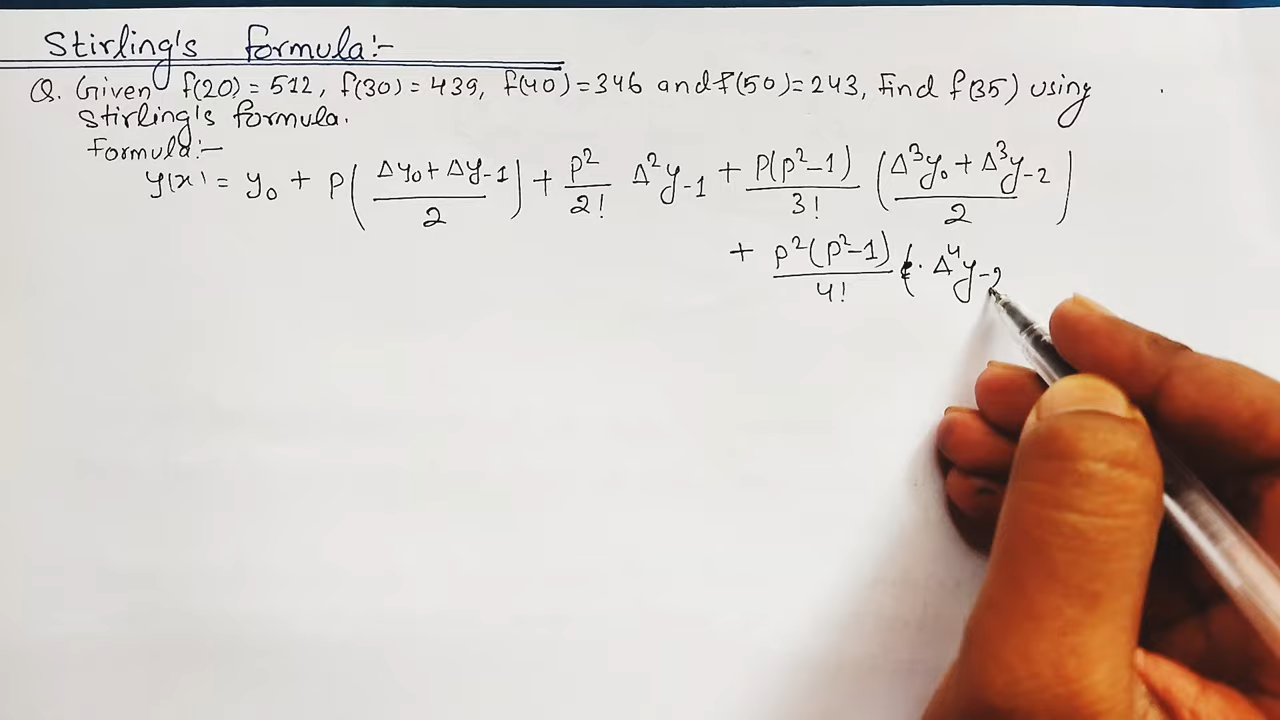 Stirling's formula:-
Q. Given f(20) = 512, f(30) = 439, f(40) = 346 and f(50) = 243, Find f(35) using
Stirling's formula.
Formula:-
y(x) = y₀ + P((Δy₀ + Δy₋₁)/2) + P²/2! Δ²y₋₁ + P(p²-1)/3! ((Δ³y₀ + Δ³y₋₂)/2)
+ p²(p²-1)/4! · Δ⁴y₋₂